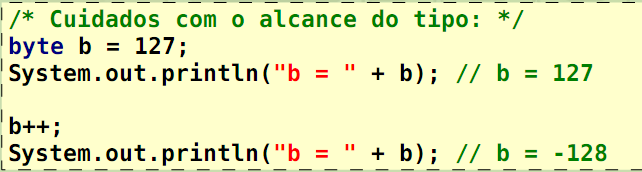 /* Cuidados com o alcance do tipo: */
byte b = 127;
System.out.println("b = " + b); // b = 127
b++;
System.out.println("b = " + b); // b = -128